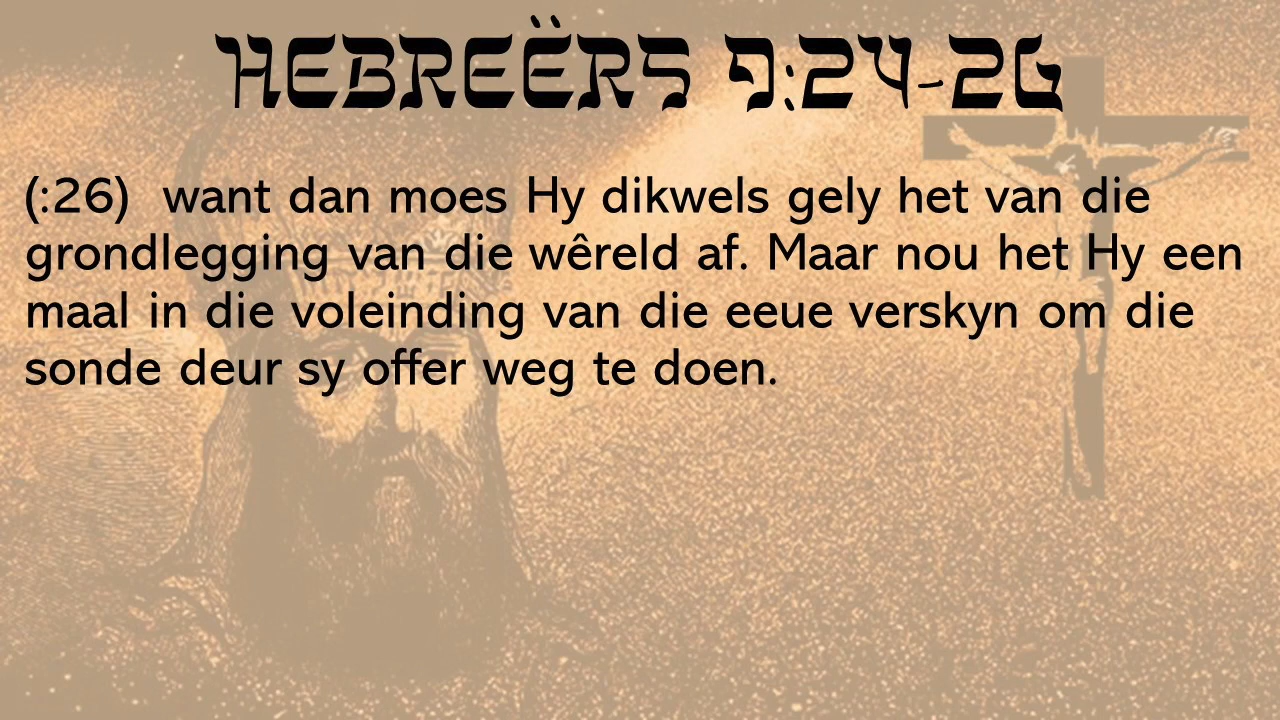 HEBREËRS 9:24-26
(:26) want dan moes Hy dikwels gely het van die
grondlegging van die wêreld af. Maar nou het Hy een
maal in die voleinding van die eeue verskyn om die
sonde deur sy offer weg te doen.